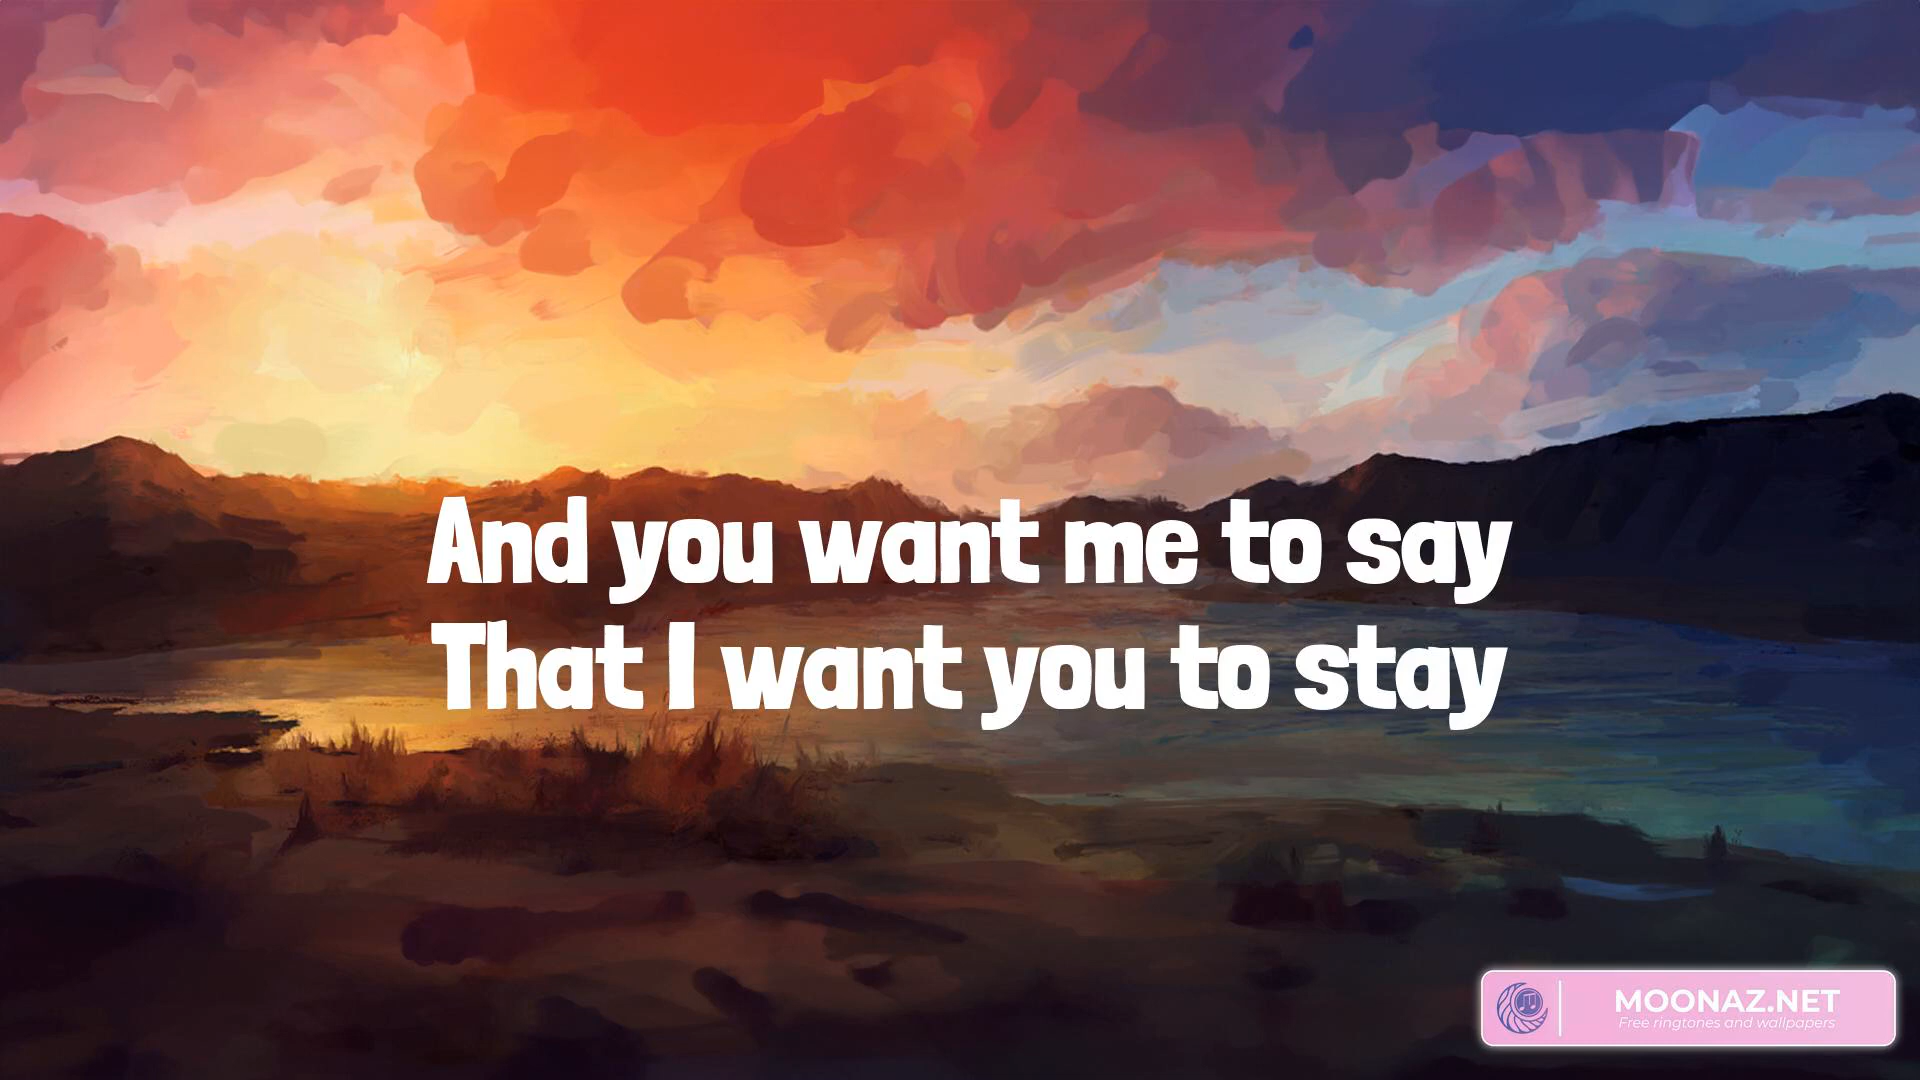 And you want me to say
That I want you to stay
MOONAZ.NET
Free ringtones and wallpapers